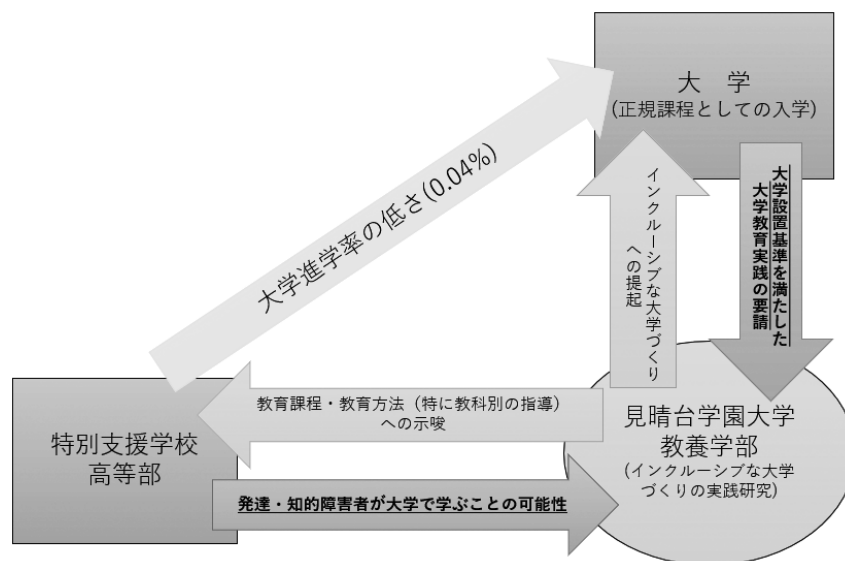 大　学
(正規課程としての入学)
大学進学率の低さ(0.04%)
インクルーシブな大学づくり
への提起
大学設置基準を満たした
大学教育実践の要請
教育課程・教育方法（特に教科別の指導）
への示唆
特別支援学校
高等部
見晴台学園大学
教養学部
(インクルーシブな大学
づくりの実践研究)
発達・知的障害者が大学で学ぶことの可能性